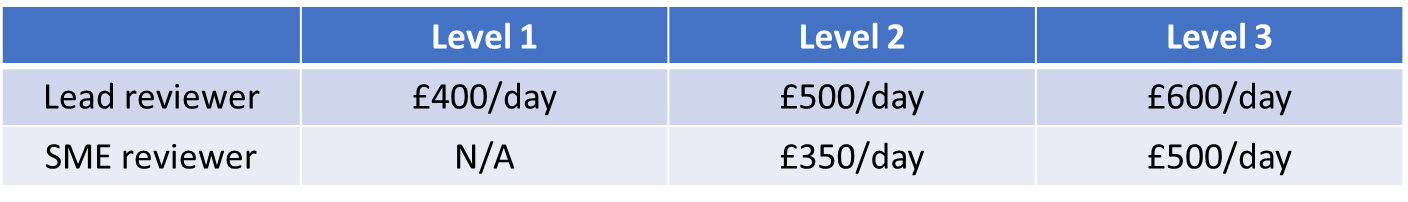 Level 1 Level 2 Level 3
Lead reviewer £400/day £500/day £600/day
SME reviewer N/A £350/day £500/day